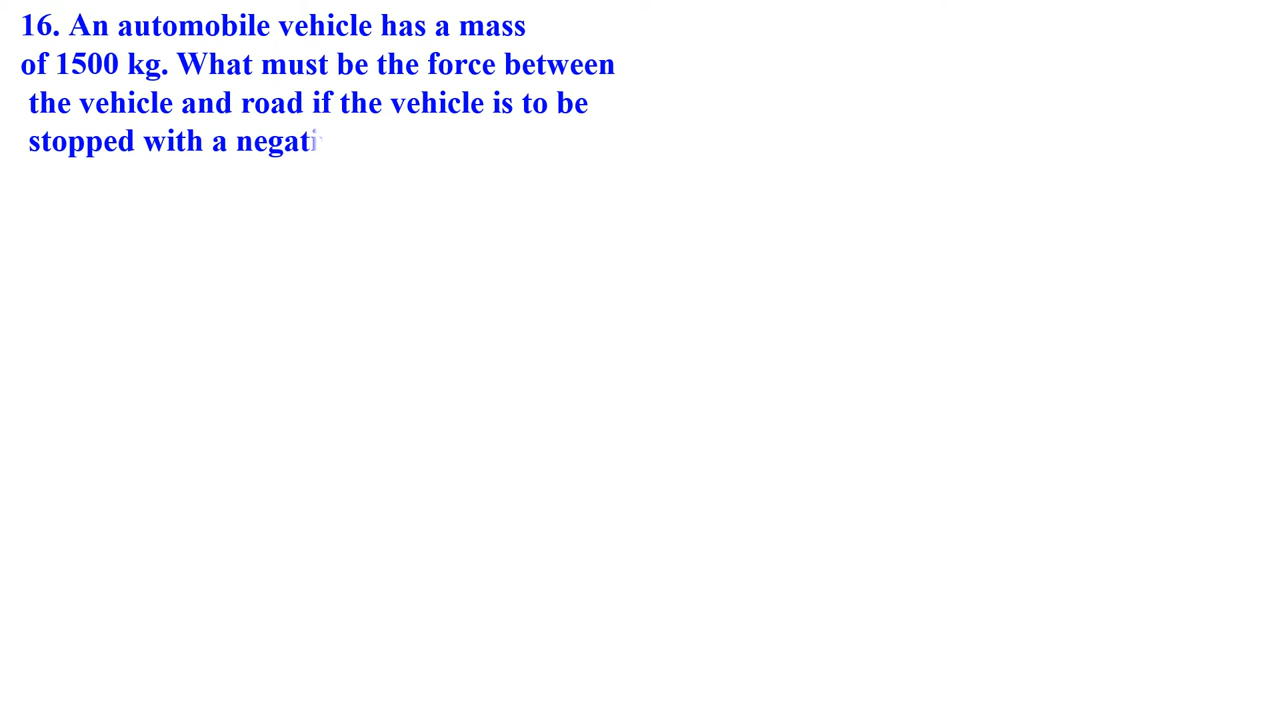 16. An automobile vehicle has a mass
of 1500 kg. What must be the force between
the vehicle and road if the vehicle is to be
stopped with a negati